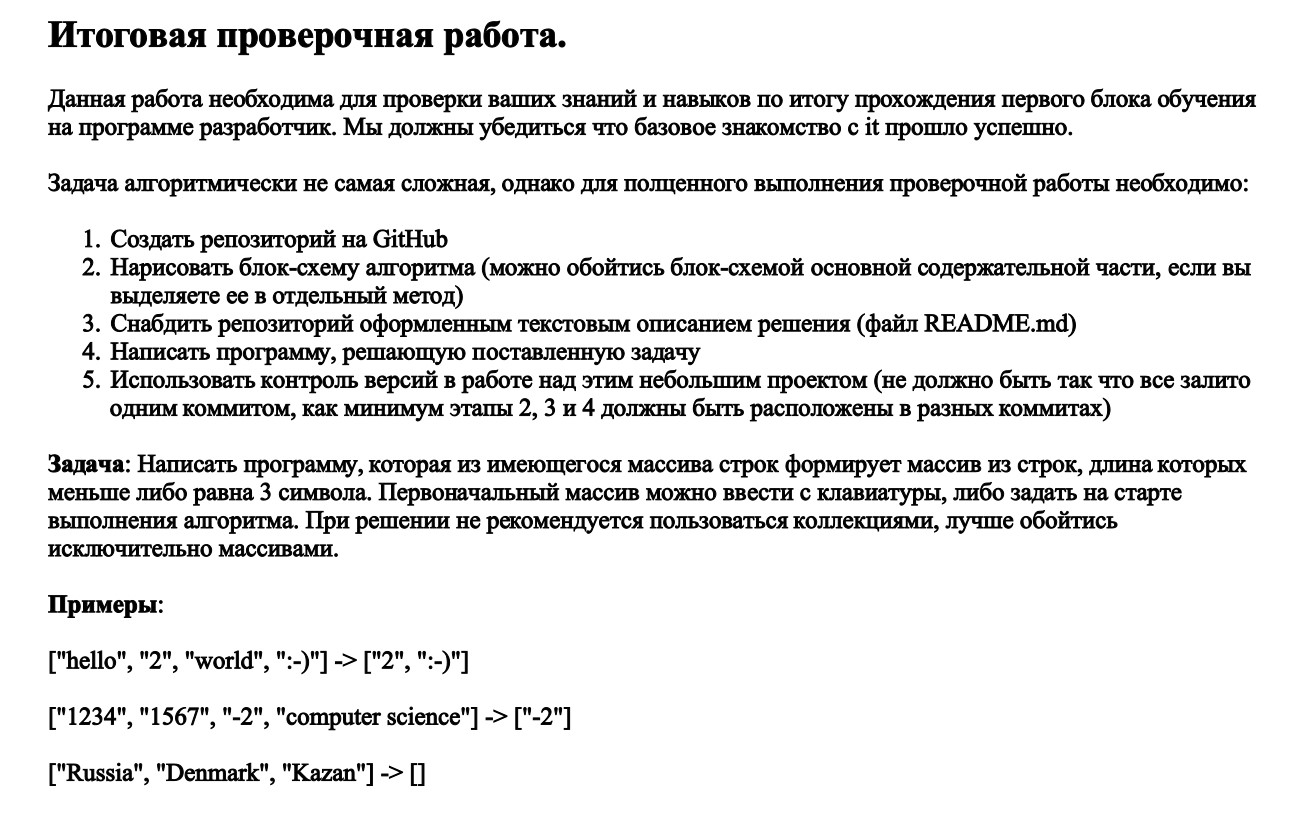 Итоговая проверочная работа.
Данная работа необходима для проверки ваших знаний и навыков по итогу прохождения первого блока обучения
на программе разработчик. Мы должны убедиться что базовое знакомство с it прошло успешно.
Задача алгоритмически не самая сложная, однако для полценного выполнения проверочной работы необходимо:
1. Создать репозиторий на GitHub
2. Нарисовать блок-схему алгоритма (можно обойтись блок-схемой основной содержательной части, если вы
выделяете ее в отдельный метод)
3. Снабдить репозиторий оформленным текстовым описанием решения (файл README.md)
4. Написать программу, решающую поставленную задачу
5. Использовать контроль версий в работе над этим небольшим проектом (не должно быть так что все залито
одним коммитом, как минимум этапы 2, 3 и 4 должны быть расположены в разных коммитах)
Задача: Написать программу, которая из имеющегося массива строк формирует массив из строк, длина которых
меньше либо равна 3 символа. Первоначальный массив можно ввести с клавиатуры, либо задать на старте
выполнения алгоритма. При решении не рекомендуется пользоваться коллекциями, лучше обойтись
исключительно массивами.
Примеры:
["hello", "2", "world", ":-)"] -> ["2", ":-)"]
["1234", "1567", "-2", "computer science"] -> ["-2"]
["Russia", "Denmark", "Kazan"] -> []